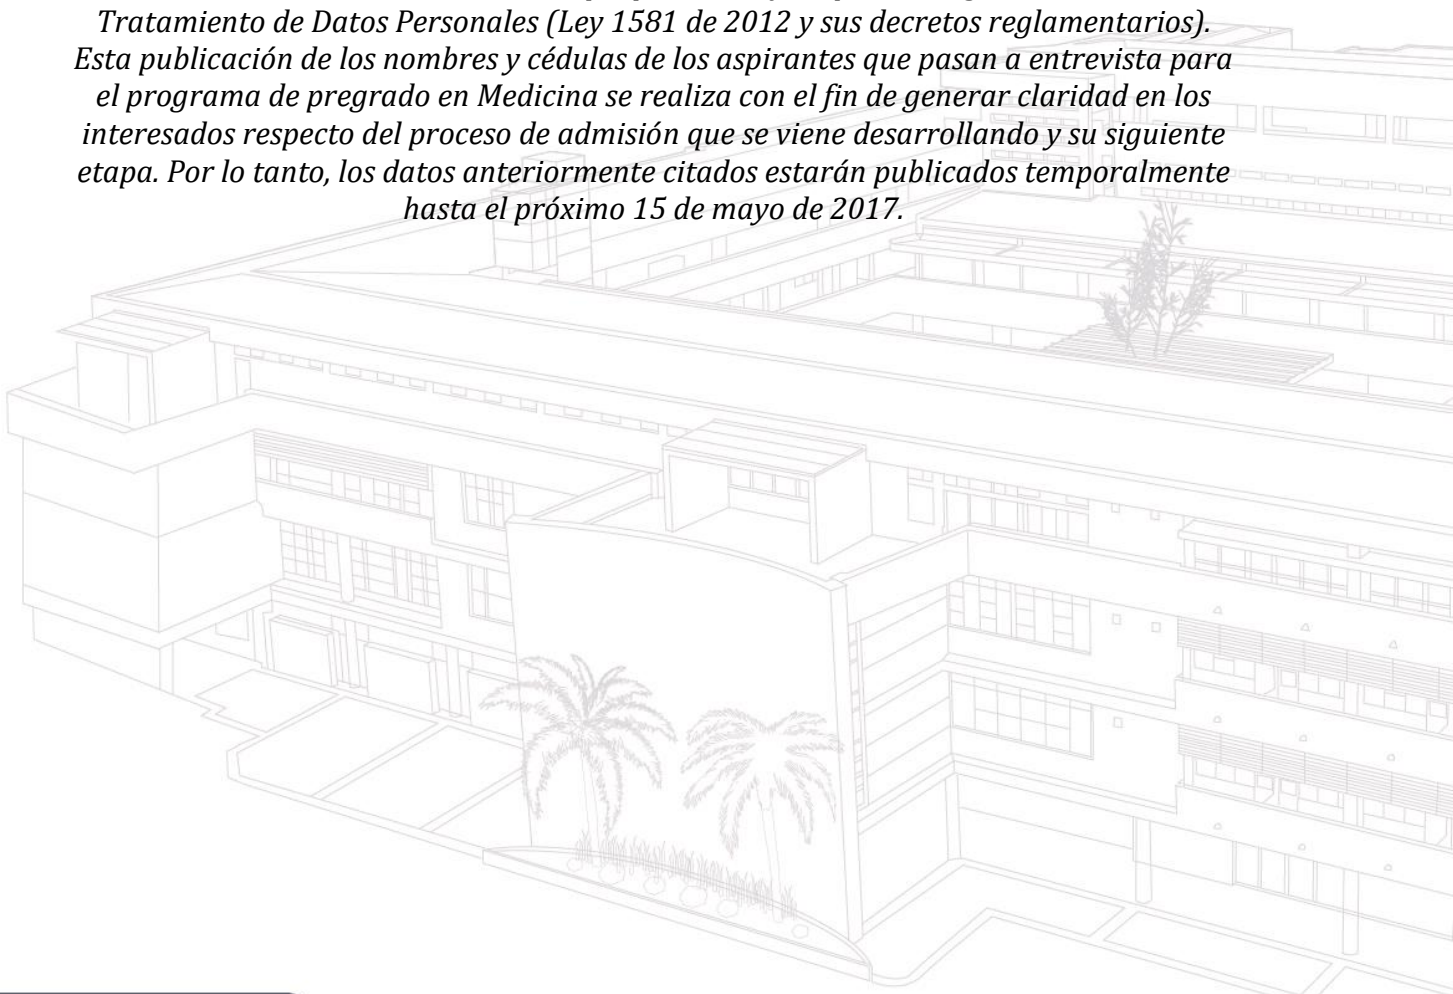 Tratamiento de Datos Personales (Ley 1581 de 2012 y sus decretos reglamentarios).
Esta publicación de los nombres y cédulas de los aspirantes que pasan a entrevista para
el programa de pregrado en Medicina se realiza con el fin de generar claridad en los
interesados respecto del proceso de admisión que se viene desarrollando y su siguiente
etapa. Por lo tanto, los datos anteriormente citados estarán publicados temporalmente
hasta el próximo 15 de mayo de 2017.